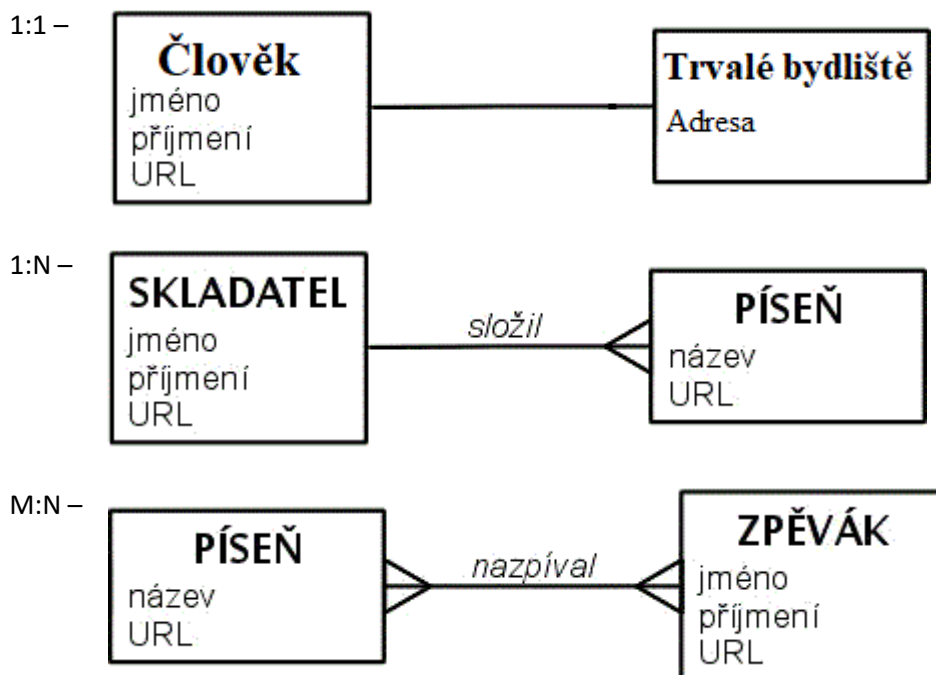 1:1 –
Člověk
jméno
příjmení
URL
Trvalé bydliště
Adresa
1:N –
SKLADATEL
jméno
příjmení
URL
složil
PÍSEŇ
název
URL
M:N –
PÍSEŇ
název
URL
nazpíval
ZPĚVÁK
jméno
příjmení
URL